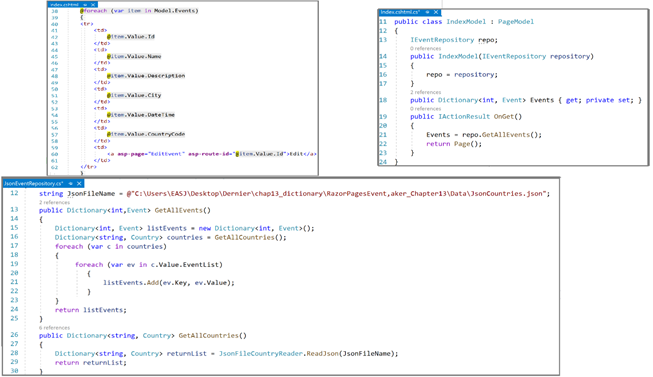 Index.cshtml
38 @foreach (var item in Model.Events)
39 {
40 <tr>
41 <td>
42 @item.Value.Id
43 </td>
44 <td>
45 @item.Value.Name
46 </td>
47 <td>
48 @item.Value.Description
49 </td>
50 <td>
51 @item.Value.City
52 </td>
53 <td>
54 @item.Value.DateTime
55 </td>
56 <td>
57 @item.Value.CountryCode
58 </td>
59 <td>
60 <a asp-page="EditEvent" asp-route-id="@item.Value.Id">Edit</a>
61 </td>
62 </tr>
}
Index.cshtml.cs
11 public class IndexModel : PageModel
12 {
13 IEventRepository repo;
0 references
14 public IndexModel(IEventRepository repository)
15 {
16 repo = repository;
17 }
2 references
18 public Dictionary<int, Event> Events { get; private set; }
0 references
19 public IActionResult OnGet()
20 {
21 Events = repo.GetAllEvents();
22 return Page();
23 }
24 }
JsonEventRepository.cs*
12 string JsonFileName = @"C:\Users\EASJ\Desktop\Dernier\chap13_dictionary\RazorPagesEvent,aker_Chapter13\Data\JsonCountries.json";
2 references
13 public Dictionary<int,Event> GetAllEvents()
14 {
15 Dictionary<int, Event> listEvents = new Dictionary<int, Event>();
16 Dictionary<string, Country> countries = GetAllCountries();
17 foreach (var c in countries)
18 {
19 foreach (var ev in c.Value.EventList)
20 {
21 listEvents.Add(ev.Key, ev.Value);
22 }
23 }
24 return listEvents;
25 }
6 references
26 public Dictionary<string, Country> GetAllCountries()
27 {
28 Dictionary<string, Country> returnList = JsonFileCountryReader.ReadJson(JsonFileName);
29 return returnList;
30 }